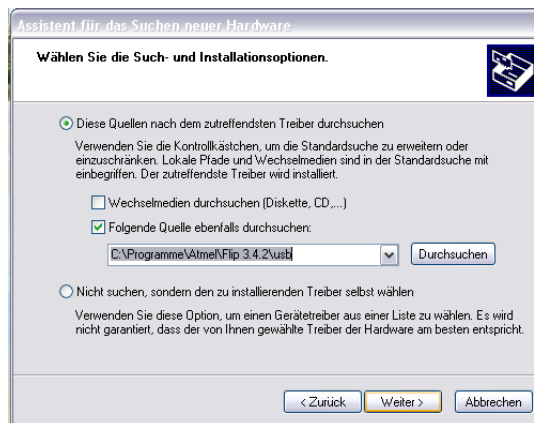 Assistent für das Suchen neuer Hardware
Wählen Sie die Such- und Installationsoptionen.
Diese Quellen nach dem zutreffendsten Treiber durchsuchen
Verwenden Sie die Kontrollkästchen, um die Standardsuche zu erweitern oder
einzuschränken. Lokale Pfade und Wechselmedien sind in der Standardsuche mit
einbegriffen. Der zutreffendste Treiber wird installiert.
Wechselmedien durchsuchen (Diskette, CD,...)
Folgende Quelle ebenfalls durchsuchen:
C:\Programme\Atmel\Flip 3.4.2\usb
Durchsuchen
Nicht suchen, sondern den zu installierenden Treiber selbst wählen
Verwenden Sie diese Option, um einen Gerätetreiber aus einer Liste zu wählen. Es wird
nicht garantiert, dass der von Ihnen gewählte Treiber der Hardware am besten entspricht.
< Zurück Weiter > Abbrechen